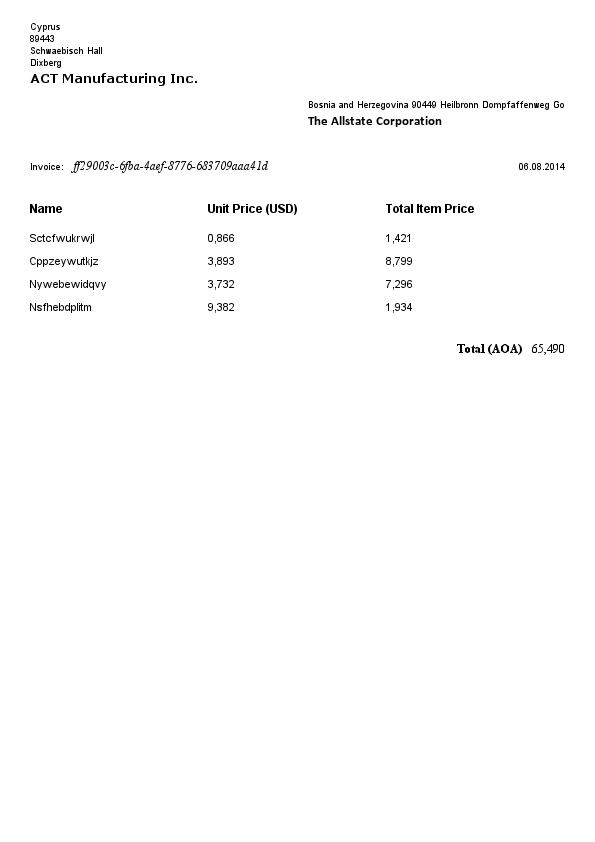 Cyprus
89443
Schwaebisch Hall
Dixberg
ACT Manufacturing Inc.
Bosnia and Herzegovina 90449 Heilbronn Dompfaffenweg Go
The Allstate Corporation
Invoice: ff29003c-6fba-4aef-8776-683709aaa41d 06.08.2014
Name Unit Price (USD) Total Item Price
Sctcfwukrwjl 0,866 1,421
Cppzeywutkjz 3,893 8,799
Nywebewidqvy 3,732 7,296
Nsfhebdplitm 9,382 1,934
Total (AOA) 65,490